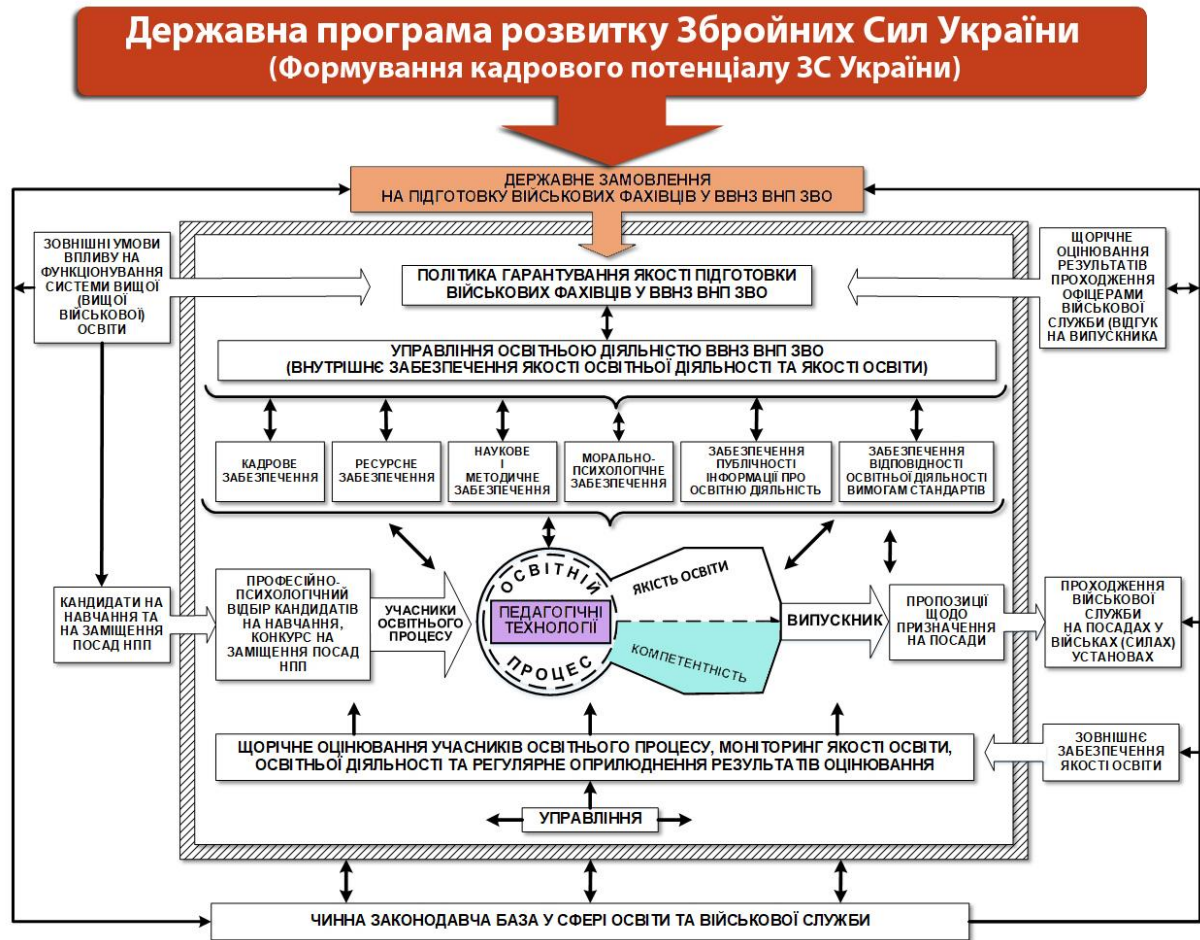 Державна програма розвитку Збройних Сил України
(Формування кадрового потенціалу ЗС України)
ДЕРЖАВНЕ ЗАМОВЛЕННЯ
НА ПІДГОТОВКУ ВІЙСЬКОВИХ ФАХІВЦІВ У ВВНЗ ВНП ЗВО
ЗОВНІШНІ УМОВИ
ВПЛИВУ НА
ФУНКЦІОНУВАННЯ
СИСТЕМИ ВИЩОЇ
(ВИЩОЇ
ВІЙСЬКОВОЇ)
ОСВІТИ
ПОЛІТИКА ГАРАНТУВАННЯ ЯКОСТІ ПІДГОТОВКИ
ВІЙСЬКОВИХ ФАХІВЦІВ У ВВНЗ ВНП ЗВО
ЩОРІЧНЕ
ОЦІНЮВАННЯ
РЕЗУЛЬТАТІВ
ПРОХОДЖЕННЯ
ОФІЦЕРАМИ
ВІЙСЬКОВОЇ
СЛУЖБИ (ВІДГУК
НА ВИПУСКНИКА
УПРАВЛІННЯ ОСВІТНЬОЮ ДІЯЛЬНІСТЮ ВВНЗ ВНП ЗВО
(ВНУТРІШНЄ ЗАБЕЗПЕЧЕННЯ ЯКОСТІ ОСВІТНЬОЇ ДІЯЛЬНОСТІ ТА ЯКОСТІ ОСВІТИ)
КАДРОВЕ
ЗАБЕЗПЕЧЕННЯ
РЕСУРСНЕ
ЗАБЕЗПЕЧЕННЯ
НАУКОВЕ
І
МЕТОДИЧНЕ
ЗАБЕЗПЕЧЕННЯ
МОРАЛЬНО-
ПСИХОЛОГІЧНЕ
ЗАБЕЗПЕЧЕННЯ
ЗАБЕЗПЕЧЕННЯ
ПУБЛІЧНОСТІ
ІНФОРМАЦІЇ ПРО
ОСВІТНЮ ДІЯЛЬНІСТЬ
ЗАБЕЗПЕЧЕННЯ
ВІДПОВІДНОСТІ
ОСВІТНЬОЇ ДІЯЛЬНОСТІ
ВИМОГАМ СТАНДАРТІВ
КАНДИДАТИ НА
НАВЧАННЯ ТА
НА ЗАМІЩЕННЯ
ПОСАД НПП
ПРОФЕСІЙНО-
ПСИХОЛОГІЧНИЙ
ВІДБІР КАНДИДАТІВ
НА НАВЧАННЯ,
КОНКУРС НА
ЗАМІЩЕННЯ ПОСАД
НПП
УЧАСНИКИ
ОСВІТНЬОГО
ПРОЦЕСУ
ОСВІТНІЙ
ПЕДАГОГІЧНІ
ТЕХНОЛОГІЇ
ПРОЦЕС
ЯКІСТЬ ОСВІТИ
КОМПЕТЕНТНІСТЬ
ВИПУСКНИК
ПРОПОЗИЦІЇ
ЩОДО
ПРИЗНАЧЕННЯ
НА ПОСАДИ
ПРОХОДЖЕННЯ
ВІЙСЬКОВОЇ
СЛУЖБИ
НА ПОСАДАХ У
ВІЙСЬКАХ (СИЛАХ)
УСТАНОВАХ
ЩОРІЧНЕ ОЦІНЮВАННЯ УЧАСНИКІВ ОСВІТНЬОГО ПРОЦЕСУ, МОНІТОРИНГ ЯКОСТІ ОСВІТИ,
ОСВІТНЬОЇ ДІЯЛЬНОСТІ ТА РЕГУЛЯРНЕ ОПРИЛЮДНЕННЯ РЕЗУЛЬТАТІВ ОЦІНЮВАННЯ
ЗОВНІШНЄ
ЗАБЕЗПЕЧЕННЯ
ЯКОСТІ ОСВІТИ
УПРАВЛІННЯ
ЧИННА ЗАКОНОДАВЧА БАЗА У СФЕРІ ОСВІТИ ТА ВІЙСЬКОВОЇ СЛУЖБИ